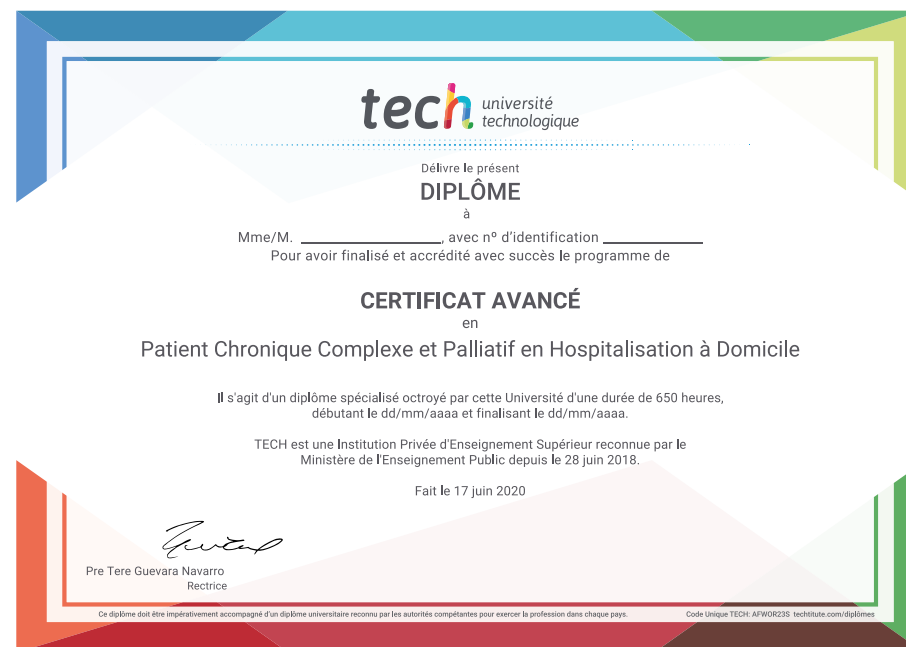 tech université
technologique
Délivre le présent
DIPLÔME
à
Mme/M. ____________________, avec nº d'identification ______________
Pour avoir finalisé et accrédité avec succès le programme de
CERTIFICAT AVANCÉ
en
Patient Chronique Complexe et Palliatif en Hospitalisation à Domicile
Il s'agit d'un diplôme spécialisé octroyé par cette Université d'une durée de 650 heures,
débutant le dd/mm/aaaa et finalisant le dd/mm/aaaa.
TECH est une Institution Privée d'Enseignement Supérieur reconnue par le
Ministère de l'Enseignement Public depuis le 28 juin 2018.
Fait le 17 juin 2020
Pre Tere Guevara Navarro
Rectrice
Ce diplôme doit être impérativement accompagné d'un diplôme universitaire reconnu par les autorités compétantes pour exercer la profession dans chaque pays.
Code Unique TECH: AFWOR23S techtitute.com/diplômes